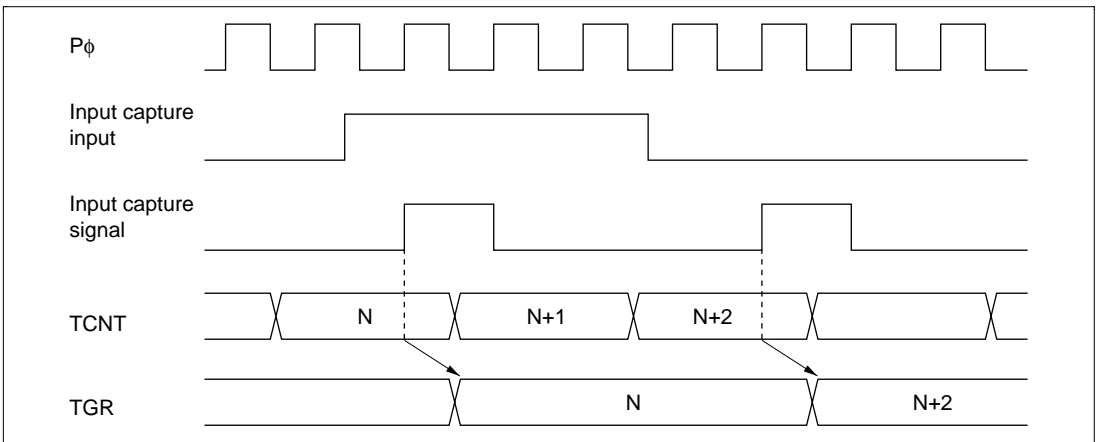 Pϕ
Input capture
input
Input capture
signal
TCNT
N
N+1
N+2
TGR
N
N+2